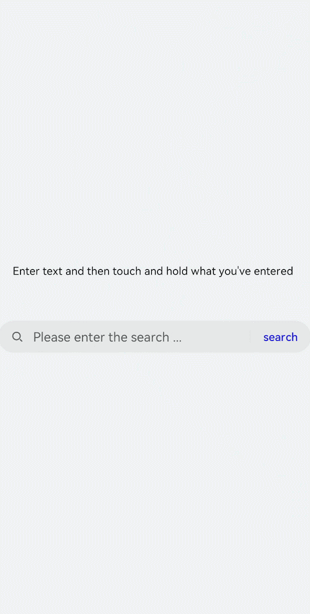 Enter text and then touch and hold what you've entered
Please enter the search ...
search